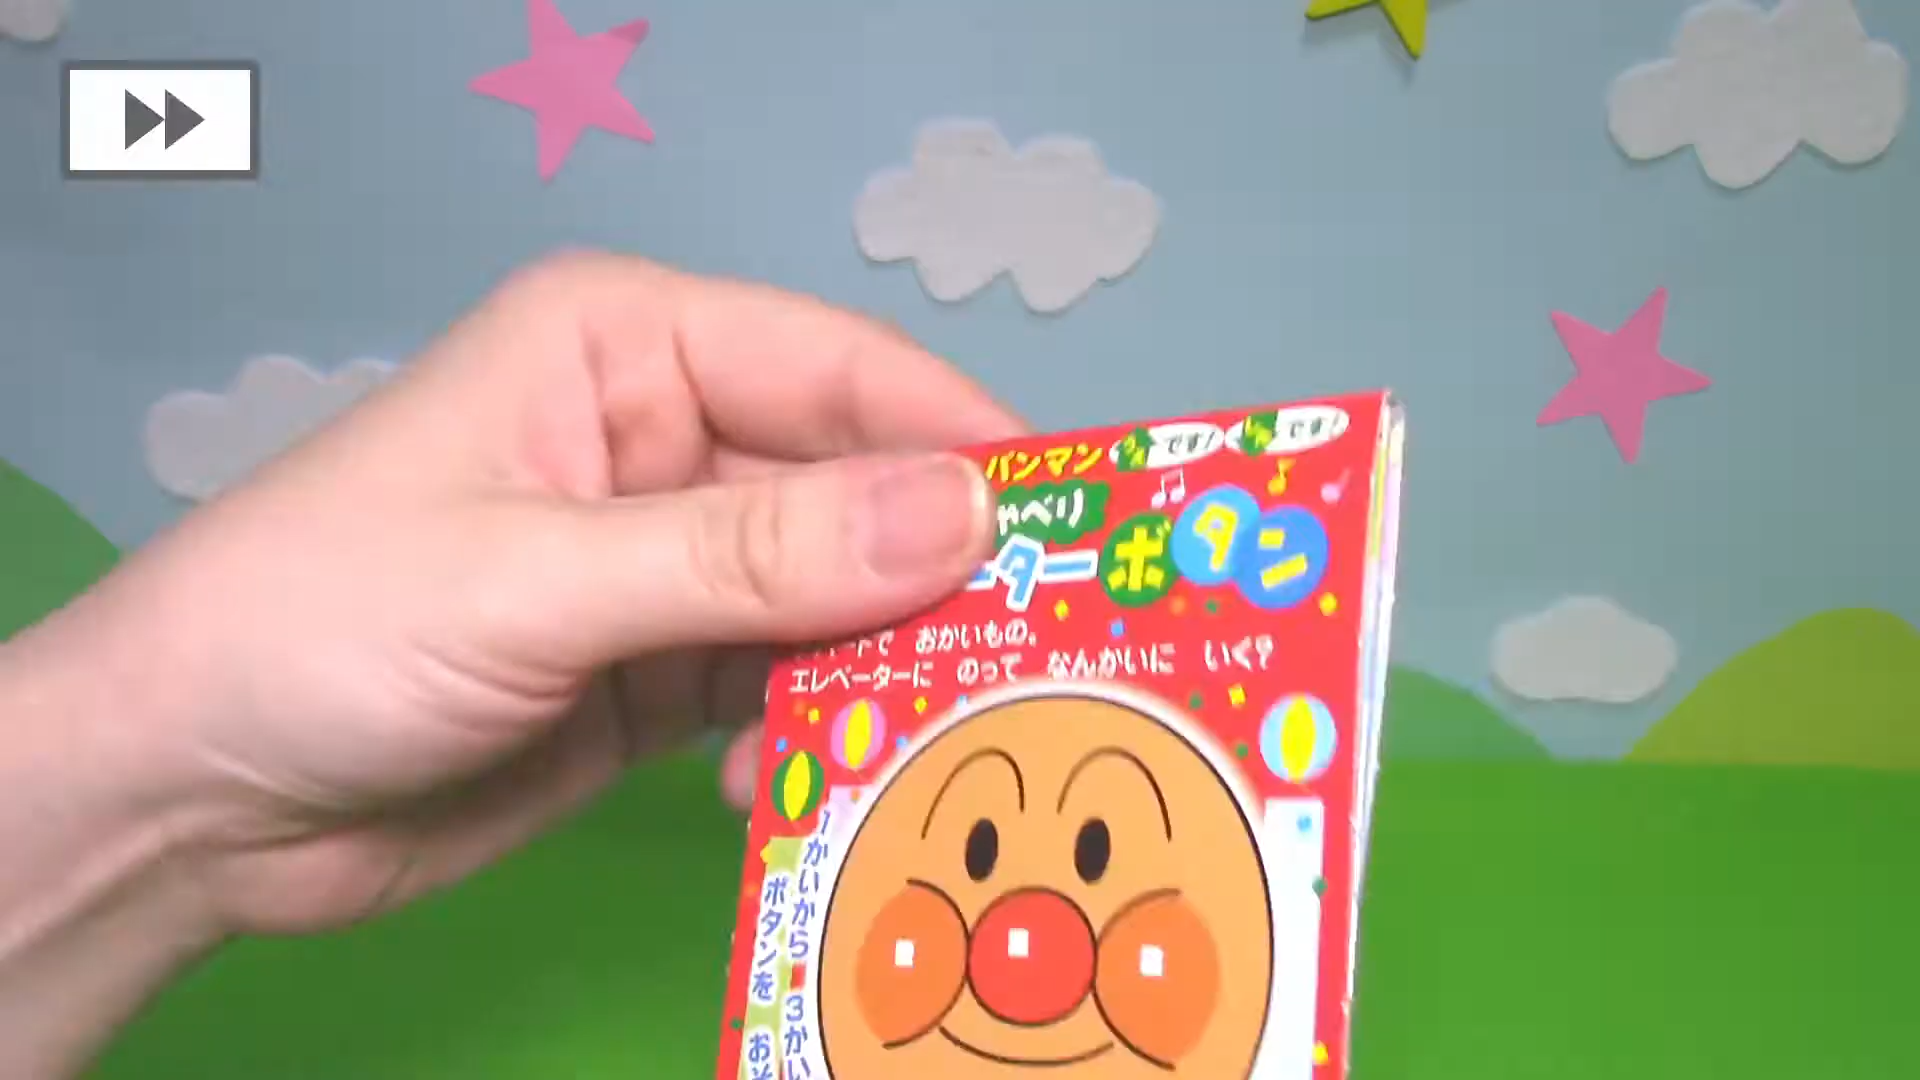 パンマン
です! です!
ゃべり
ーターボタン
おかいもの。
エレベーターに のって なんかいに いく?
1かいから 3かい
ボタンを おそ